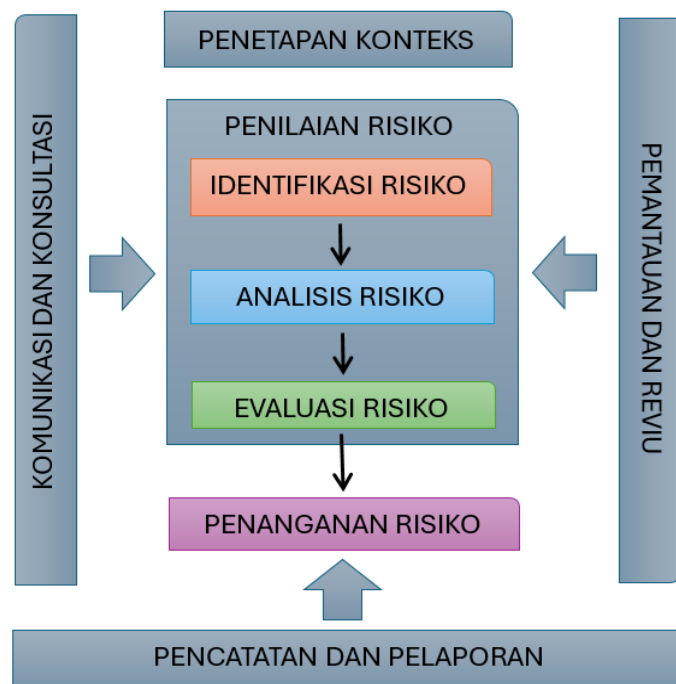 PENETAPAN KONTEKS
KOMUNIKASI DAN KONSULTASI
PENILAIAN RISIKO
IDENTIFIKASI RISIKO
ANALISIS RISIKO
EVALUASI RISIKO
PENANGANAN RISIKO
PEMANTAUAN DAN REVIU
PENCATATAN DAN PELAPORAN